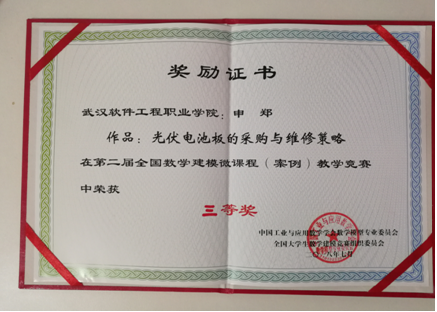 奖励证书
武汉软件工程职业学院：申 郑
作品：光伏电池板的采购与维修策略
在第二届全国数学建模微课程（案例）教学竞赛
中荣获
三等奖
中国工业与应用数学学会数学模型专业委员会
全国大学生数学建模竞赛组织委员会
八年七月